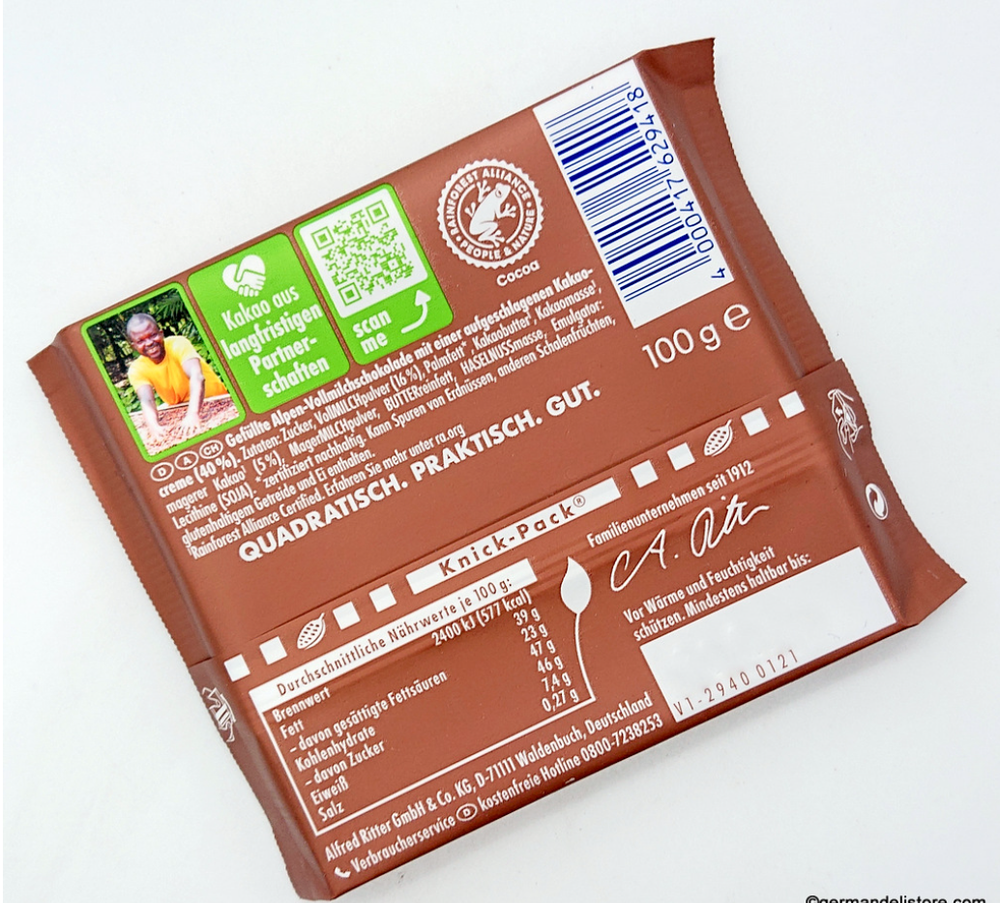 Kakao aus
langfristigen
Partner-
schaften
scan
me
RAINFOREST ALLIANCE
PEOPLE & NATURE
Cocoa
4 000417 629418
100 g e
D A CH Gefüllte Alpen-Vollmilchschokolade mit einer aufgeschlagenen Kakao-
creme (40 %). Zutaten: Zucker, VollMILCHpulver (16 %), Palmfett*, Kakaobutter¹, Kakaomasse¹,
magerer Kakao¹ (5 %), MagerMILCHpulver, BUTTERreinfett, HASELNUSSmasse, Emulgator:
Lecithine (SOJA). *zertifiziert nachhaltig. Kann Spuren von Erdnüssen, anderen Schalenfrüchten,
glutenhaltigem Getreide und Ei enthalten.
¹Rainforest Alliance Certified. Erfahren Sie mehr unter ra.org
QUADRATISCH. PRAKTISCH. GUT.
Knick-Pack®
Durchschnittliche Nährwerte je 100 g:
Brennwert 2400 kJ (577 kcal)
Fett 39 g
– davon gesättigte Fettsäuren 23 g
Kohlenhydrate 47 g
– davon Zucker 46 g
Eiweiß 7,4 g
Salz 0,27 g
Familienunternehmen seit 1912
A. Ritter
Vor Wärme und Feuchtigkeit
schützen. Mindestens haltbar bis:
V1-2940 0121
Alfred Ritter GmbH & Co. KG, D-71111 Waldenbuch, Deutschland
Verbraucherservice D kostenfreie Hotline 0800-7238253
©germandelistore.com